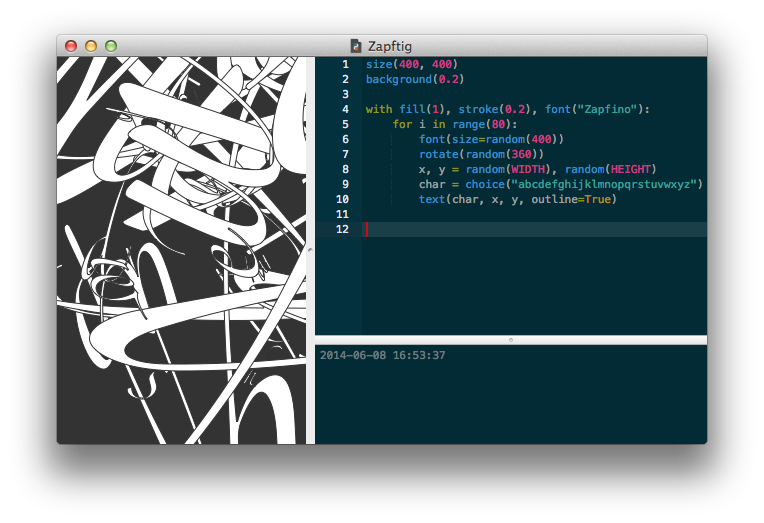 Zapftig
1 size(400, 400)
2 background(0.2)
3
4 with fill(1), stroke(0.2), font("Zapfino"):
5     for i in range(80):
6         font(size=random(400))
7         rotate(random(360))
8         x, y = random(WIDTH), random(HEIGHT)
9         char = choice("abcdefghijklmnopqrstuvwxyz")
10         text(char, x, y, outline=True)
11
12
2014-06-08 16:53:37